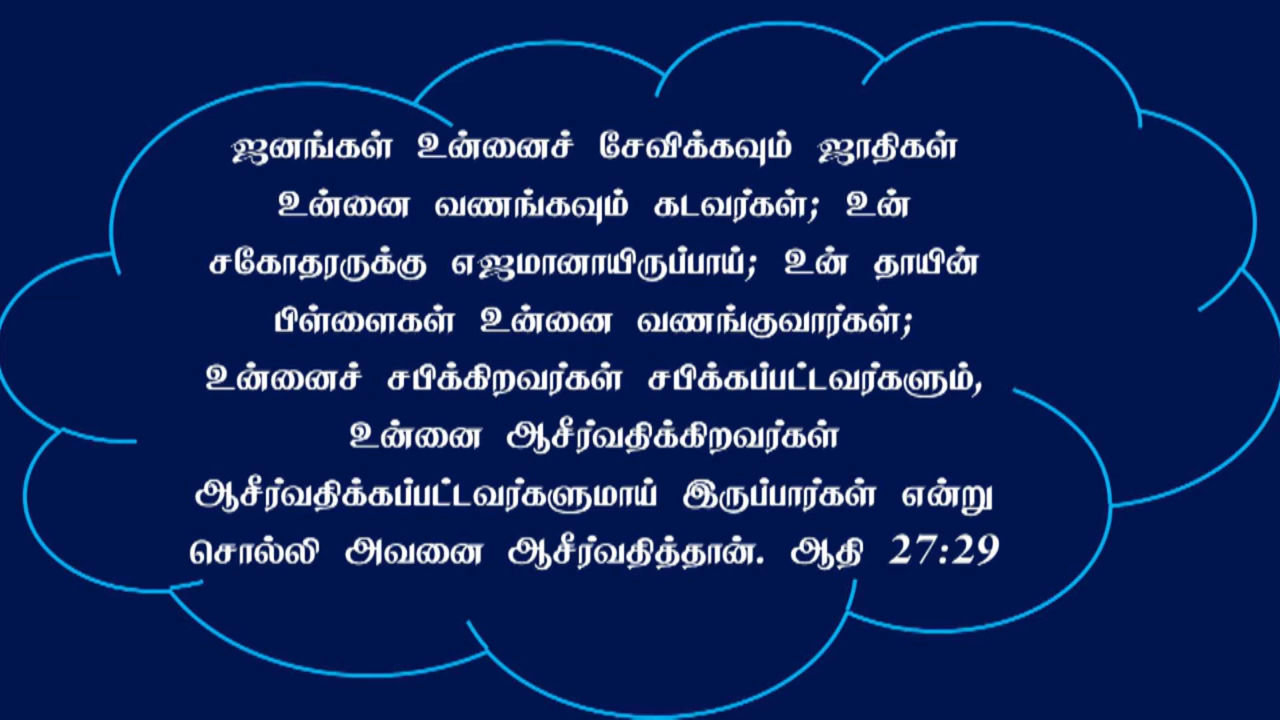 ஜனங்கள் உன்னைச் சேவிக்கவும் ஜாதிகள்
உன்னை வணங்கவும் கடவர்கள்; உன்
சகோதரருக்கு எஜமானாயிருப்பாய்; உன் தாயின்
பிள்ளைகள் உன்னை வணங்குவார்கள்;
உன்னைச் சபிக்கிறவர்கள் சபிக்கப்பட்டவர்களும்,
உன்னை ஆசீர்வதிக்கிறவர்கள்
ஆசீர்வதிக்கப்பட்டவர்களுமாய் இருப்பார்கள் என்று
சொல்லி அவனை ஆசீர்வதித்தான். ஆதி 27:29